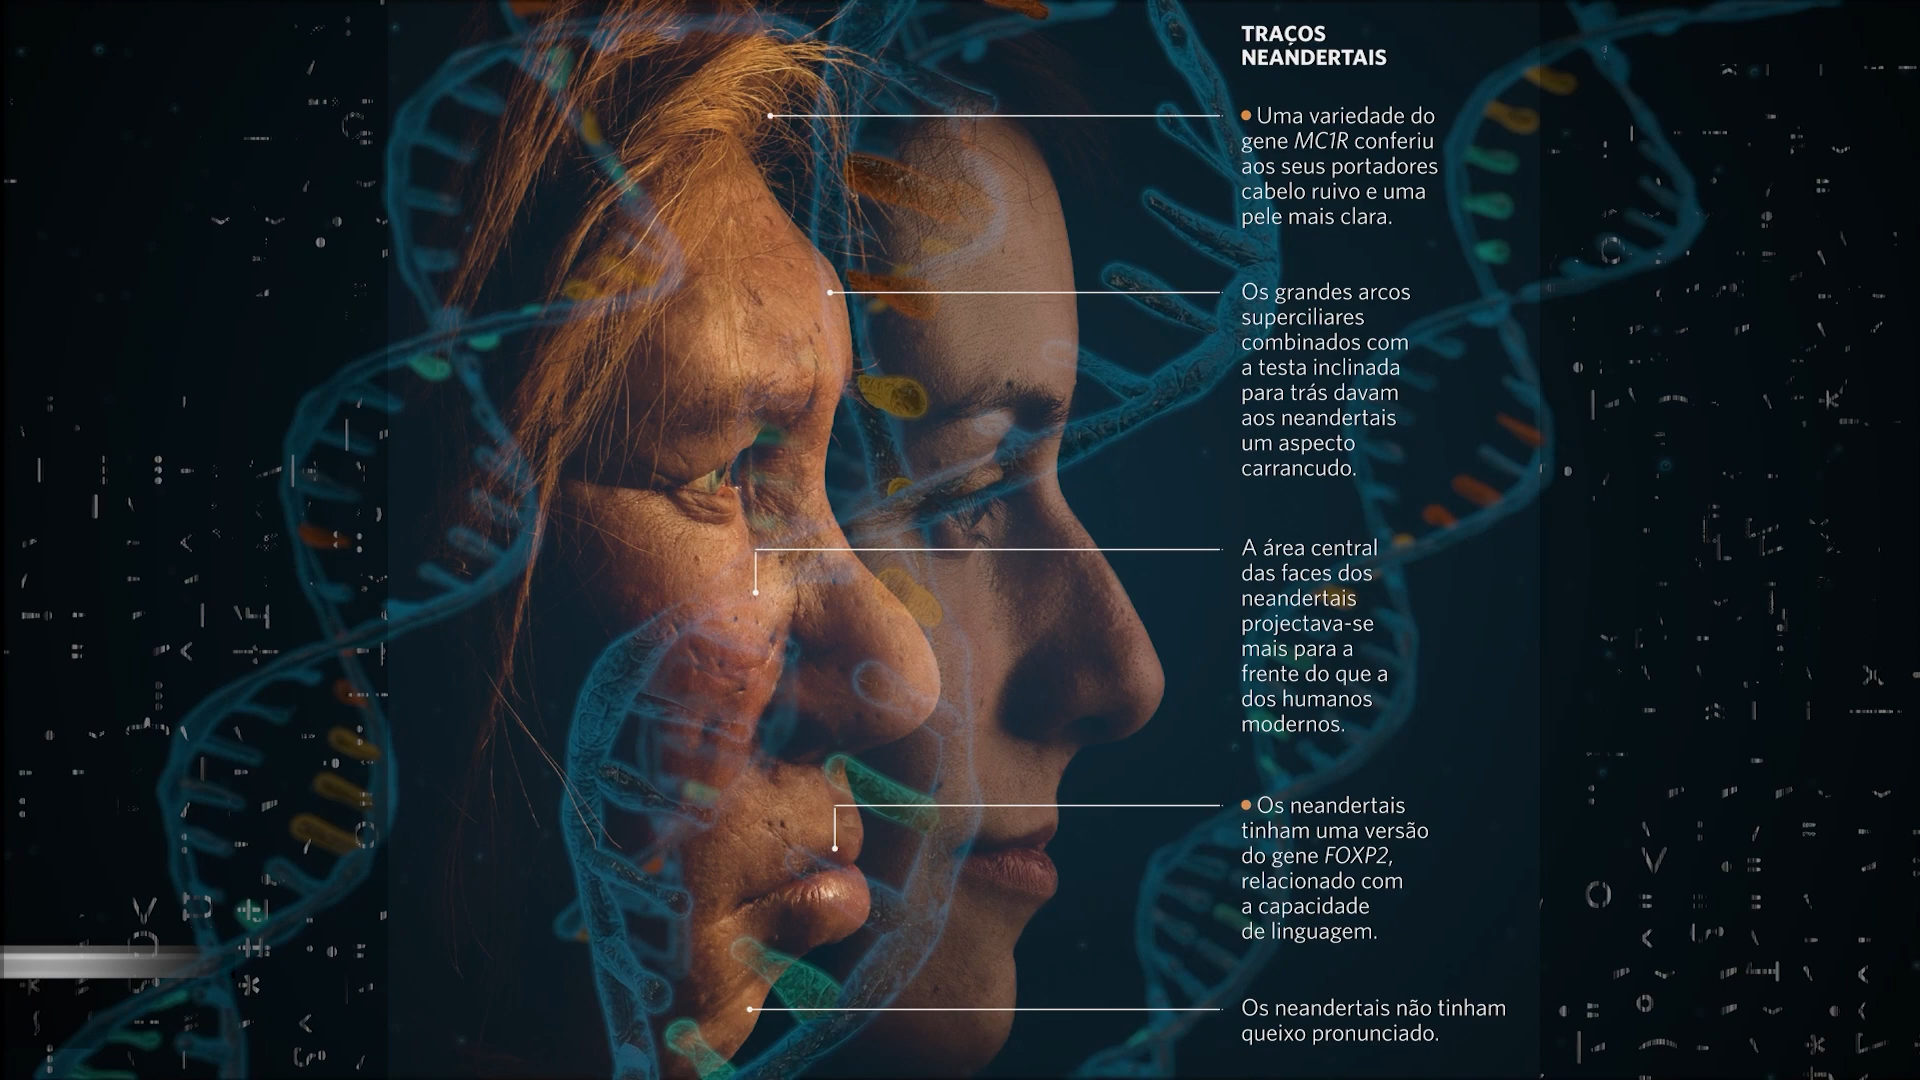 TRAÇOS
NEANDERTAIS
Uma variedade do
gene MC1R conferiu
aos seus portadores
cabelo ruivo e uma
pele mais clara.
Os grandes arcos
superciliares
combinados com
a testa inclinada
para trás davam
aos neandertais
um aspecto
carrancudo.
A área central
das faces dos
neandertais
projectava-se
mais para a
frente do que a
dos humanos
modernos.
Os neandertais
tinham uma versão
do gene FOXP2,
relacionado com
a capacidade
de linguagem.
Os neandertais não tinham
queixo pronunciado.